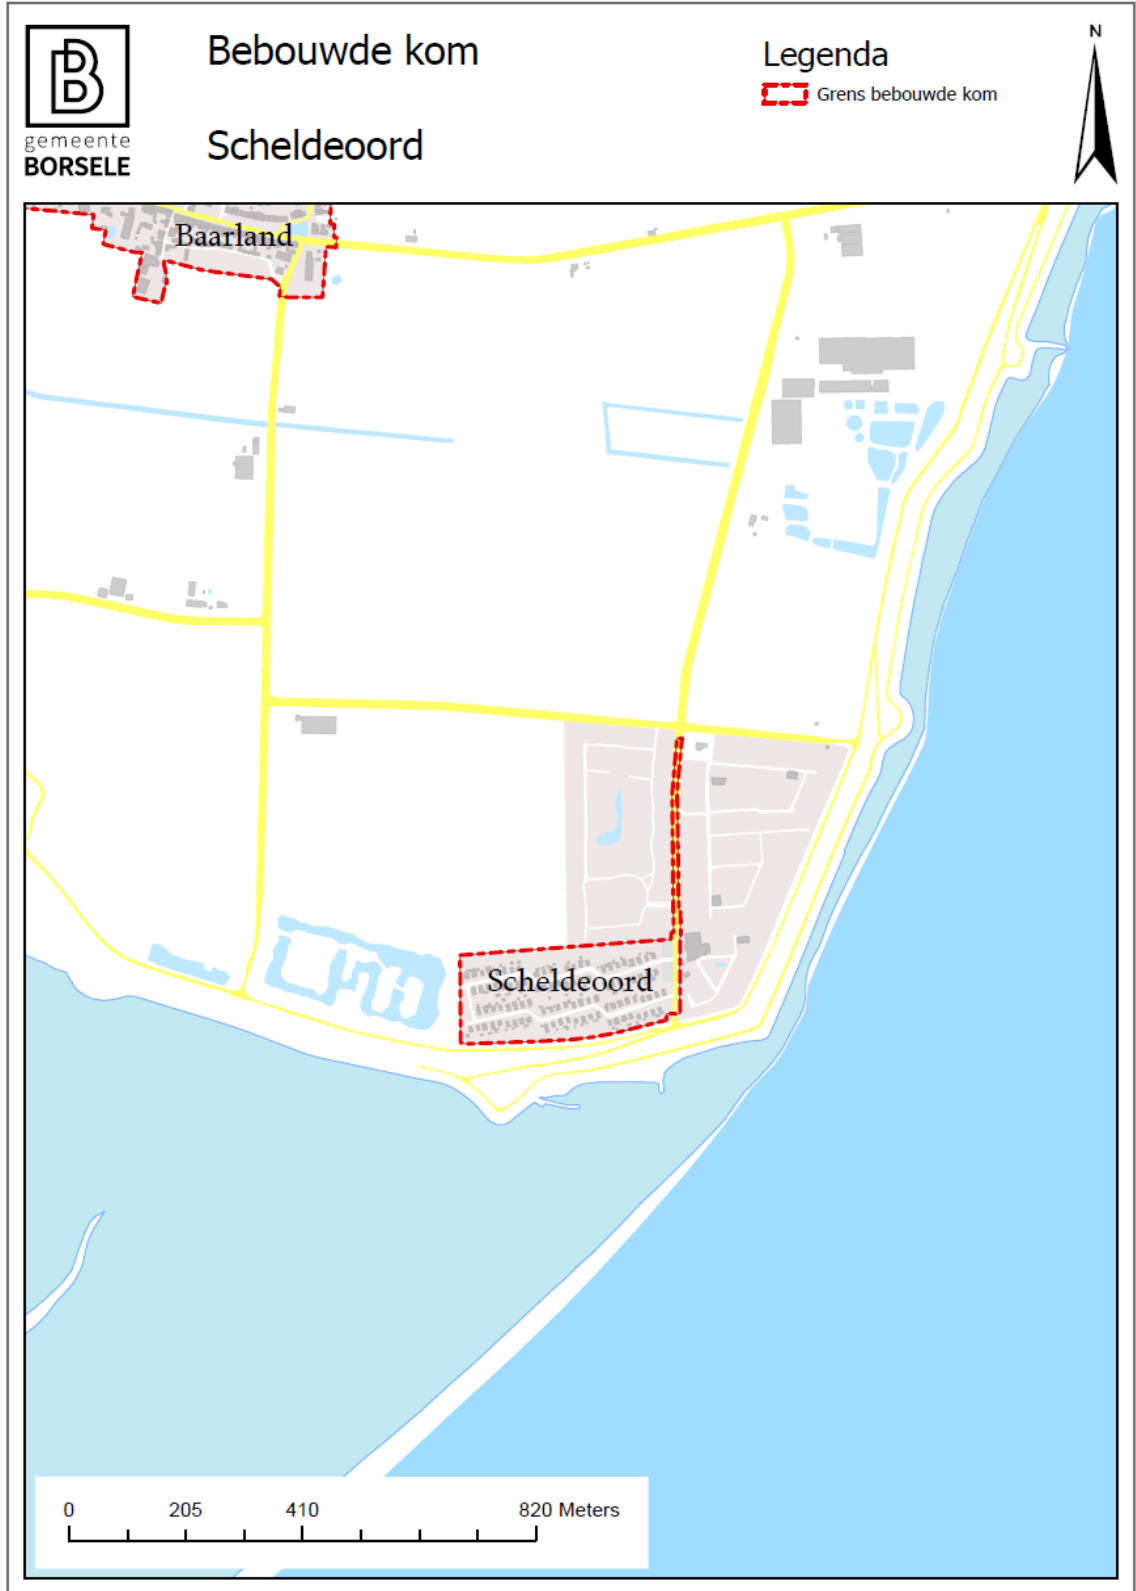 Bebouwde kom
Scheldeoord
gemeente
BORSELE
Legenda
Grens bebouwde kom
N
Baarland
Scheldeoord
0 205 410 820 Meters